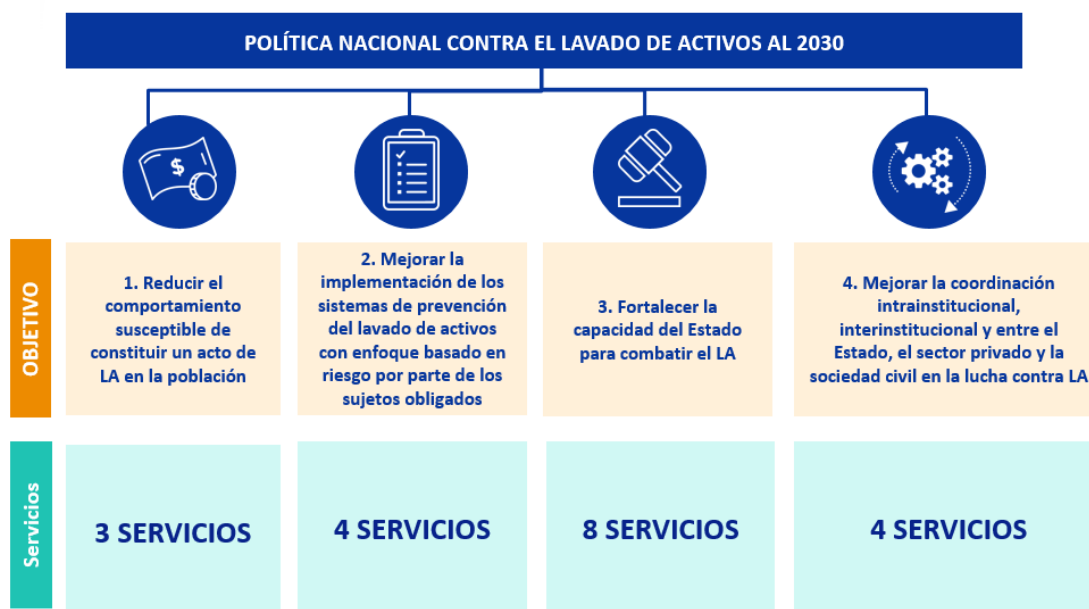 POLÍTICA NACIONAL CONTRA EL LAVADO DE ACTIVOS AL 2030
$
OBJETIVO
1. Reducir el
comportamiento
susceptible de
constituir un acto de
LA en la población
2. Mejorar la
implementación de los
sistemas de prevención
del lavado de activos
con enfoque basado en
riesgo por parte de los
sujetos obligados
3. Fortalecer la
capacidad del Estado
para combatir el LA
4. Mejorar la coordinación
intrainstitucional,
interinstitucional y entre el
Estado, el sector privado y la
sociedad civil en la lucha contra LA
Servicios
3 SERVICIOS
4 SERVICIOS
8 SERVICIOS
4 SERVICIOS